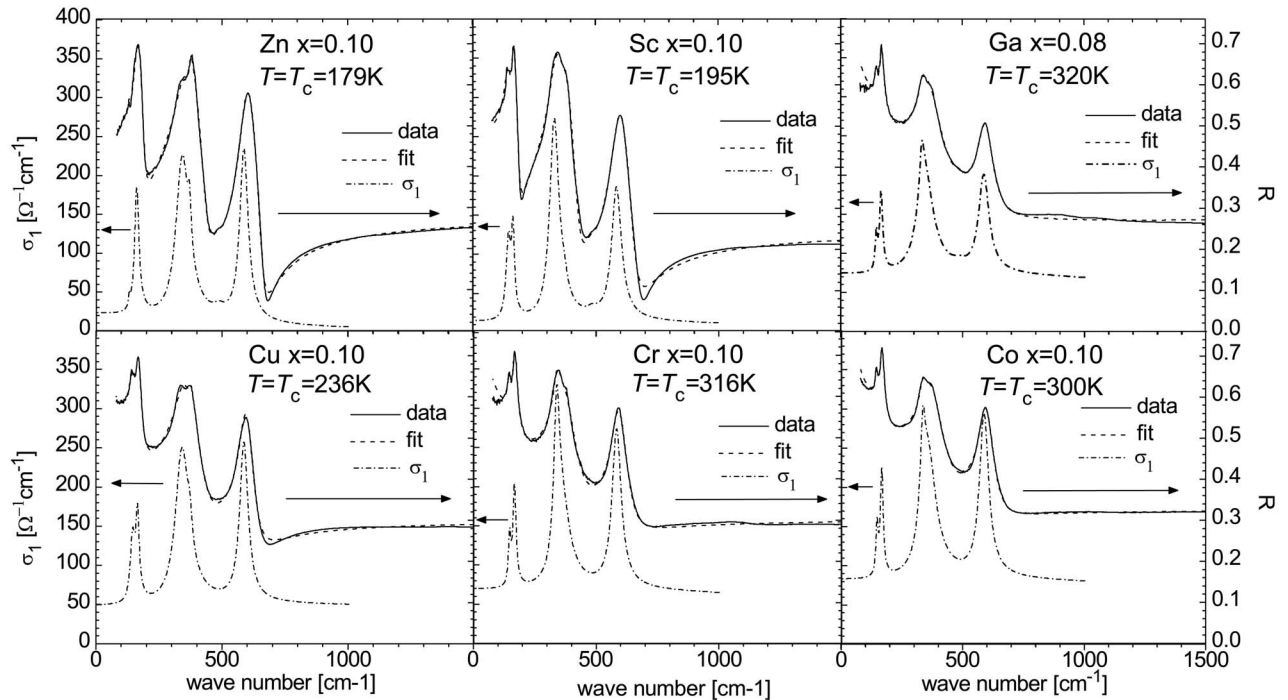 400
350
300
250
200
150
100
50
0
σ₁ [Ω⁻¹cm⁻¹]
Zn x=0.10
T=Tc=179K
data
fit
σ₁
Sc x=0.10
T=Tc=195K
data
fit
σ₁
Ga x=0.08
T=Tc=320K
data
fit
σ₁
0.7
0.6
0.5
0.4
0.3
0.2
0.1
0.0
R
350
300
250
200
150
100
50
0
σ₁ [Ω⁻¹cm⁻¹]
Cu x=0.10
T=Tc=236K
data
fit
σ₁
Cr x=0.10
T=Tc=316K
data
fit
σ₁
Co x=0.10
T=Tc=300K
data
fit
σ₁
0.7
0.6
0.5
0.4
0.3
0.2
0.1
0.0
R
0 500 1000 0 500 1000 0 500 1000 1500
wave number [cm-1] wave number [cm-1] wave number [cm⁻¹]